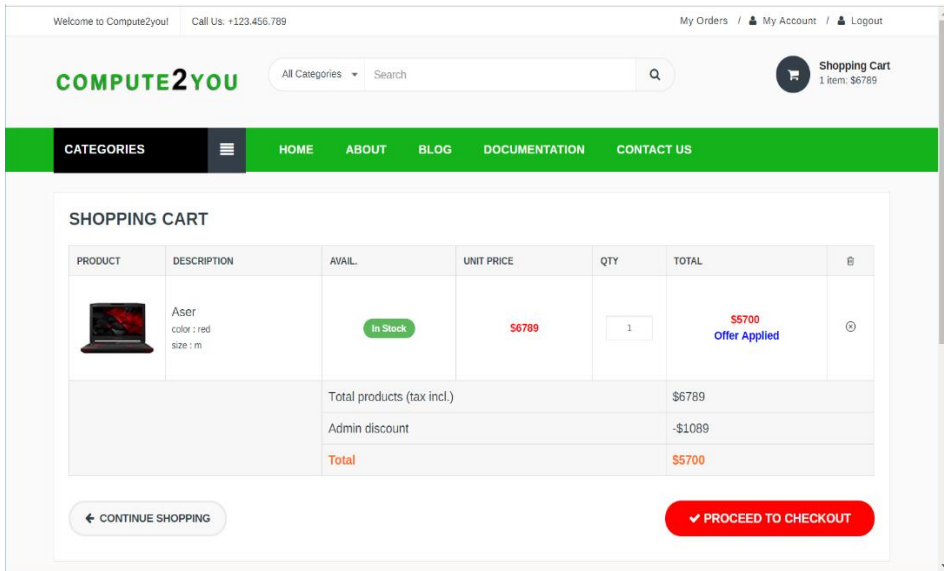 Welcome to Compute2you! Call Us: +123.456.789 My Orders / My Account / Logout
COMPUTE2YOU All Categories Search Shopping Cart
1 item: $6789
CATEGORIES HOME ABOUT BLOG DOCUMENTATION CONTACT US
SHOPPING CART
PRODUCT DESCRIPTION AVAIL. UNIT PRICE QTY TOTAL
Aser
color : red
size : m
In Stock
$6789
1
$5700
Offer Applied
Total products (tax incl.) $6789
Admin discount -$1089
Total $5700
CONTINUE SHOPPING PROCEED TO CHECKOUT